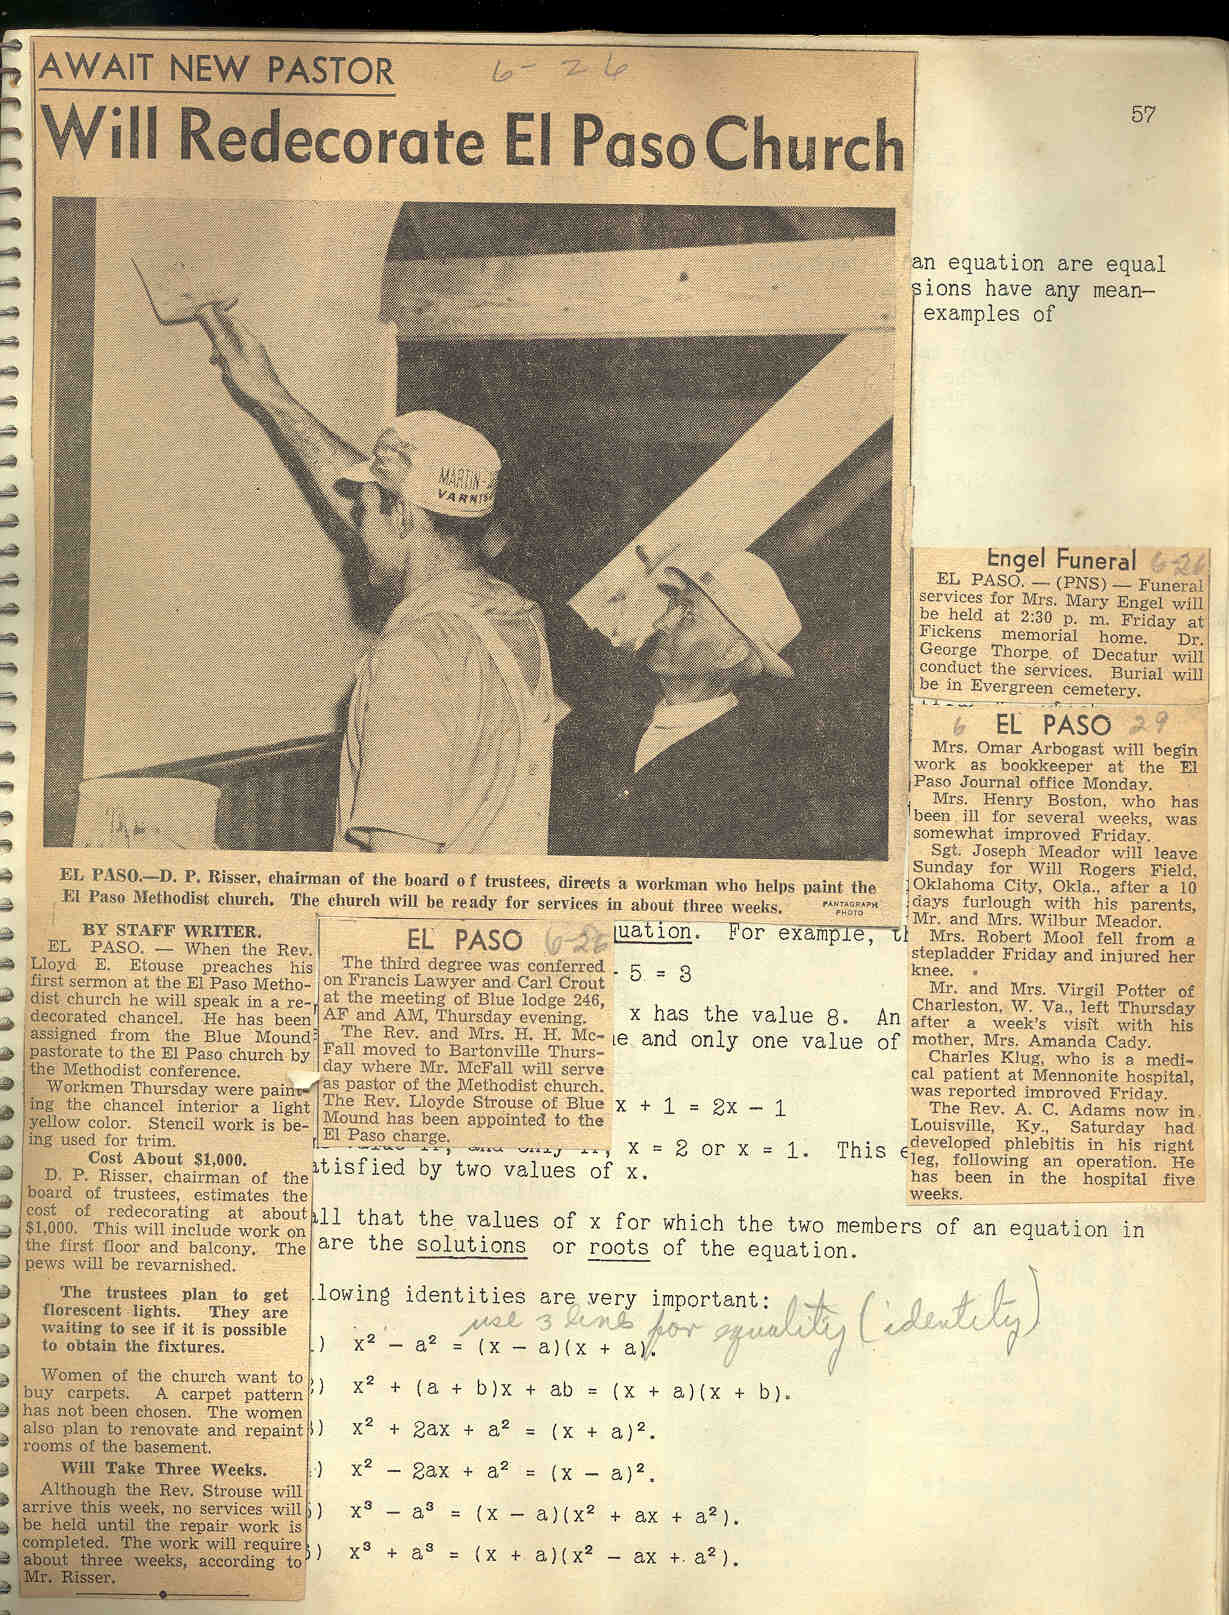 AWAIT NEW PASTOR 6-26
Will Redecorate El Paso Church
MARTIN-
VARNIS
EL PASO.—D. P. Risser, chairman of the board of trustees, directs a workman who helps paint the
El Paso Methodist church. The church will be ready for services in about three weeks.
PANTAGRAPH
PHOTO
BY STAFF WRITER.
EL PASO. — When the Rev.
Lloyd E. Etouse preaches his
first sermon at the El Paso Metho-
dist church he will speak in a re-
decorated chancel. He has been
assigned from the Blue Mound
pastorate to the El Paso church by
the Methodist conference.
Workmen Thursday were paint-
ing the chancel interior a light
yellow color. Stencil work is be-
ing used for trim.
Cost About $1,000.
D. P. Risser, chairman of the
board of trustees, estimates the
cost of redecorating at about
$1,000. This will include work on
the first floor and balcony. The
pews will be revarnished.
The trustees plan to get
florescent lights. They are
waiting to see if it is possible
to obtain the fixtures.
Women of the church want to
buy carpets. A carpet pattern
has not been chosen. The women
also plan to renovate and repaint
rooms of the basement.
Will Take Three Weeks.
Although the Rev. Strouse will
arrive this week, no services will
be held until the repair work is
completed. The work will require
about three weeks, according to
Mr. Risser.
EL PASO 6-26
The third degree was conferred
on Francis Lawyer and Carl Crout
at the meeting of Blue lodge 246,
AF and AM, Thursday evening.
The Rev. and Mrs. H. H. Mc-
Fall moved to Bartonville Thurs-
day where Mr. McFall will serve
as pastor of the Methodist church.
The Rev. Lloyde Strouse of Blue
Mound has been appointed to the
El Paso charge.
57
an equation are equal
sions have any mean-
examples of
Engel Funeral 6-26
EL PASO. — (PNS) — Funeral
services for Mrs. Mary Engel will
be held at 2:30 p. m. Friday at
Fickens memorial home. Dr.
George Thorpe of Decatur will
conduct the services. Burial will
be in Evergreen cemetery.
6 EL PASO 29
Mrs. Omar Arbogast will begin
work as bookkeeper at the El
Paso Journal office Monday.
Mrs. Henry Boston, who has
been ill for several weeks, was
somewhat improved Friday.
Sgt. Joseph Meador will leave
Sunday for Will Rogers Field,
Oklahoma City, Okla., after a 10
days furlough with his parents,
Mr. and Mrs. Wilbur Meador.
Mrs. Robert Mool fell from a
stepladder Friday and injured her
knee.
Mr. and Mrs. Virgil Potter of
Charleston, W. Va., left Thursday
after a week's visit with his
mother, Mrs. Amanda Cady.
Charles Klug, who is a medi-
cal patient at Mennonite hospital,
was reported improved Friday.
The Rev. A. C. Adams now in
Louisville, Ky., Saturday had
developed phlebitis in his right
leg, following an operation. He
has been in the hospital five
weeks.
uation. For example, t
- 5 = 3
x has the value 8. An
e and only one value of
x + 1 = 2x − 1
x = 2 or x = 1. This e
tisfied by two values of x.
ll that the values of x for which the two members of an equation in
are the solutions or roots of the equation.
lowing identities are very important:
use 3 lines for equality (identity)
) x² − a² = (x − a)(x + a).
) x² + (a + b)x + ab = (x + a)(x + b).
) x² + 2ax + a² = (x + a)².
) x² − 2ax + a² = (x − a)².
) x³ − a³ = (x − a)(x² + ax + a²).
) x³ + a³ = (x + a)(x² − ax + a²).